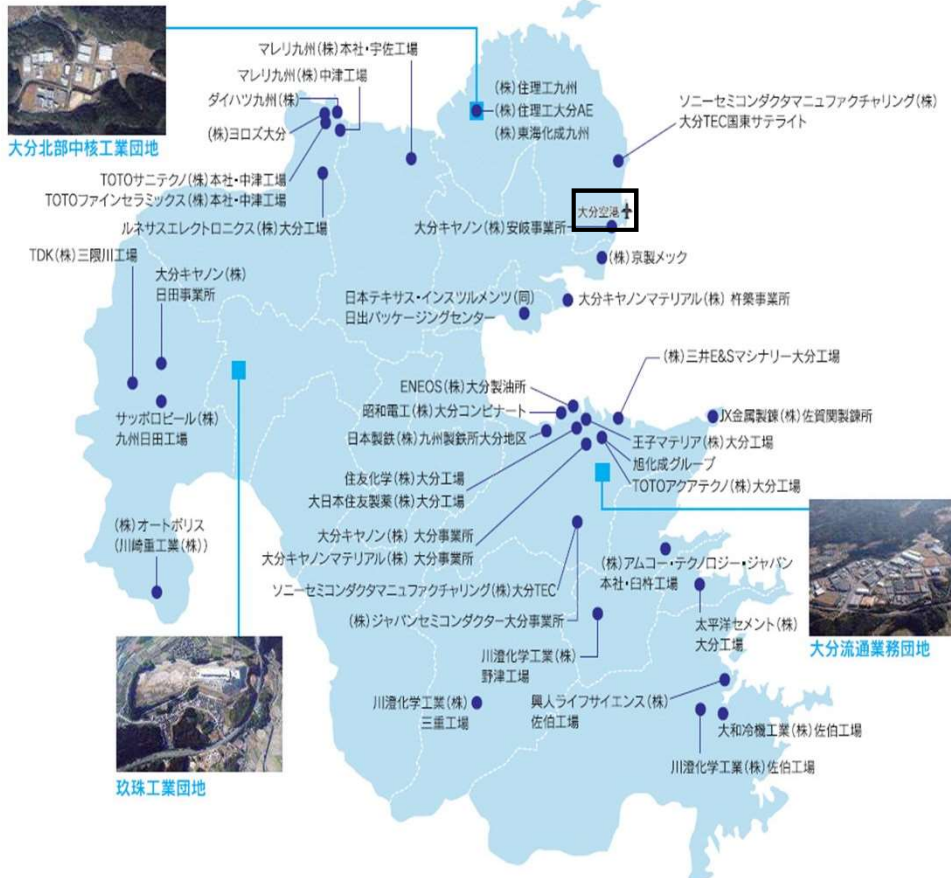 マレリ九州(株)本社・宇佐工場
マレリ九州(株)中津工場
ダイハツ九州(株)
(株)ヨロズ大分
TOTOサニテクノ(株)本社・中津工場
TOTOファインセラミックス(株)本社・中津工場
ルネサスエレクトロニクス(株)大分工場
大分北部中核工業団地
(株)住理工九州
(株)住理工大分AE
(株)東海化成九州
ソニーセミコンダクタマニュファクチャリング(株)
大分TEC国東サテライト
大分空港
大分キヤノン(株)安岐事業所
(株)京製メック
TDK(株)三隈川工場
大分キヤノン(株)
日田事業所
日本テキサス・インスツルメンツ(同)
日出パッケージングセンター
大分キヤノンマテリアル(株) 杵築事業所
(株)三井E&Sマシナリー大分工場
ENEOS(株)大分製油所
昭和電工(株)大分コンビナート
日本製鉄(株)九州製鉄所大分地区
JX金属製錬(株)佐賀関製錬所
王子マテリア(株)大分工場
旭化成グループ
TOTOアクアテクノ(株)大分工場
サッポロビール(株)
九州日田工場
住友化学(株)大分工場
大日本住友製薬(株)大分工場
大分キヤノン(株) 大分事業所
大分キヤノンマテリアル(株) 大分事業所
(株)オートポリス
(川崎重工業(株))
ソニーセミコンダクタマニュファクチャリング(株)大分TEC
(株)ジャパンセミコンダクター大分事業所
(株)アムコー・テクノロジー・ジャパン
本社・臼杵工場
太平洋セメント(株)
大分工場
大分流通業務団地
川澄化学工業(株)
野津工場
川澄化学工業(株)
三重工場
興人ライフサイエンス(株)
佐伯工場
大和冷機工業(株)佐伯工場
川澄化学工業(株)佐伯工場
玖珠工業団地